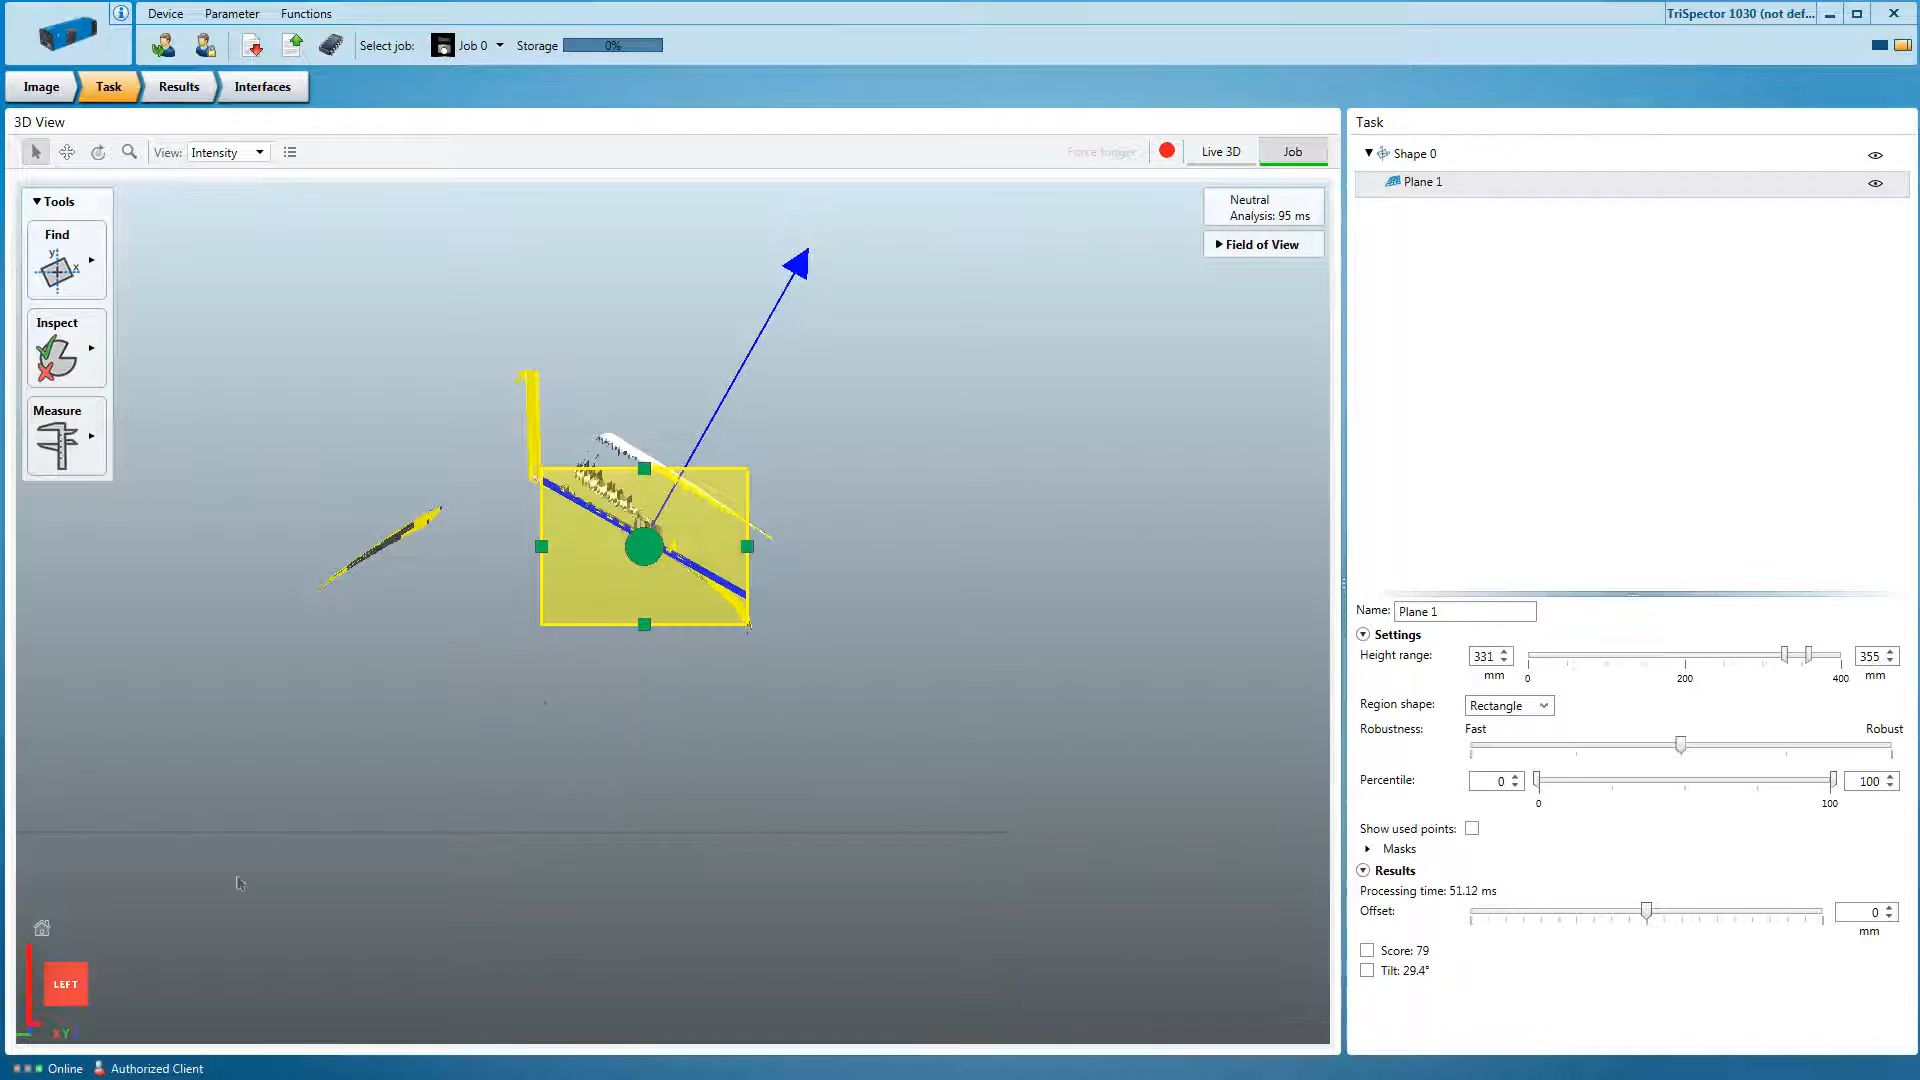 Device Parameter Functions TriSpector 1030 (not def...
Select job: Job 0 Storage 0%
Image Task Results Interfaces
3D View
View: Intensity Force trigger Live 3D Job
Tools
Find
y
x
Inspect
Measure
Neutral
Analysis: 95 ms
Field of View
LEFT
X Y Z
Task
Shape 0
Plane 1
Name: Plane 1
Settings
Height range: 331 355
mm 0 200 400 mm
Region shape: Rectangle
Robustness: Fast Robust
Percentile: 0 100
0 100
Show used points:
Masks
Results
Processing time: 51.12 ms
Offset: 0
mm
Score: 79
Tilt: 29.4°
Online Authorized Client